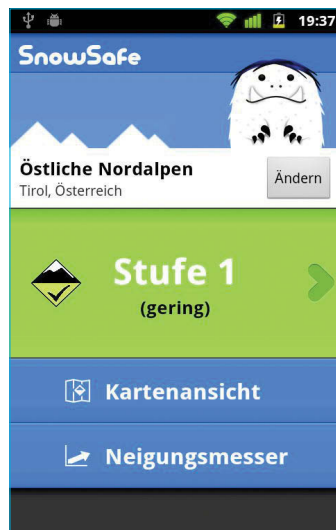 19:37
SnowSafe
Östliche Nordalpen
Tirol, Österreich
Ändern
Stufe 1
(gering)
Kartenansicht
Neigungsmesser